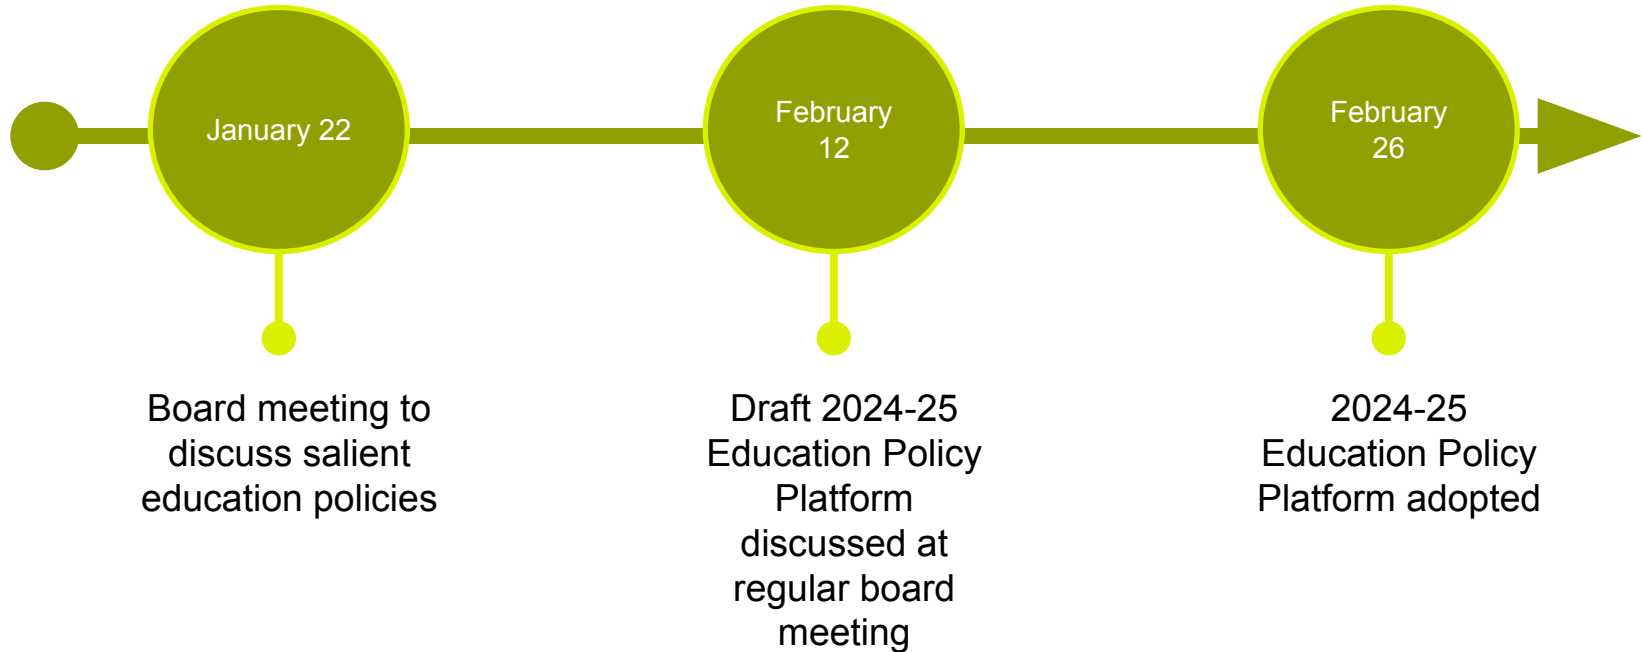 January 22
February
12
February
26
Board meeting to
discuss salient
education policies
Draft 2024-25
Education Policy
Platform
discussed at
regular board
meeting
2024-25
Education Policy
Platform adopted